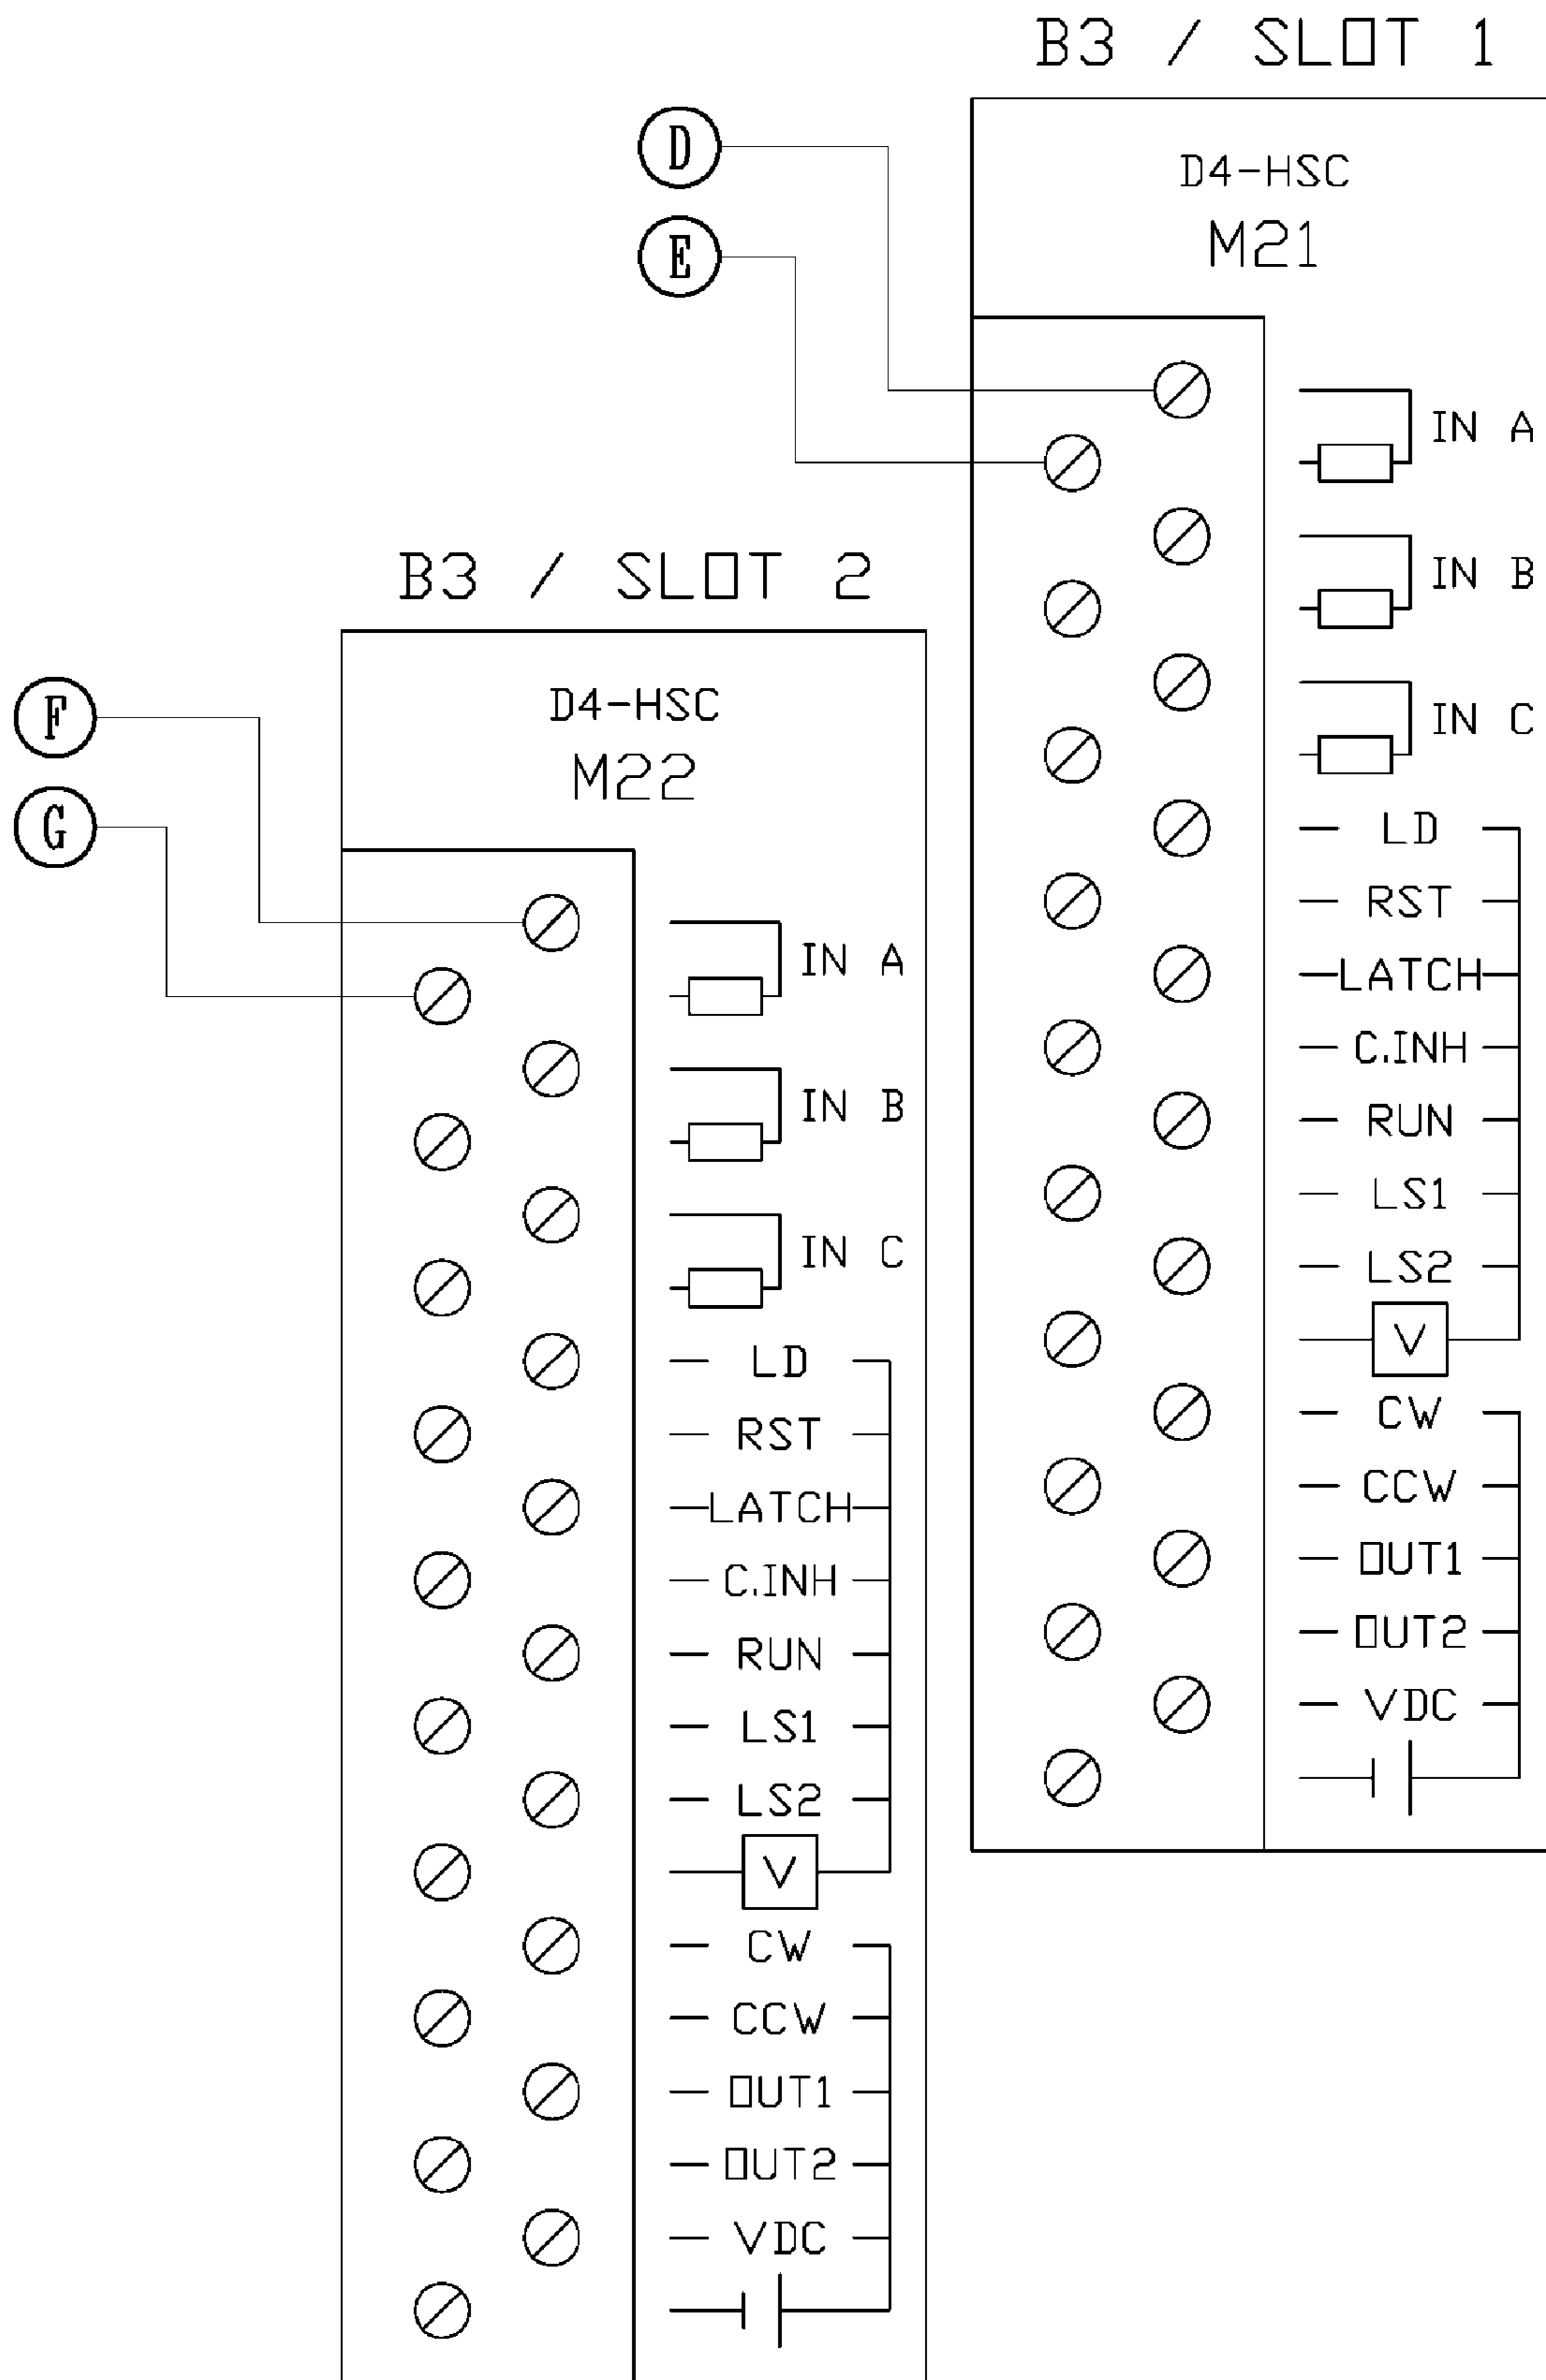 B3 / SLOT 1
D
E
D4-HSC
M21
IN A
IN B
IN C
LD
RST
LATCH
C.INH
RUN
LS1
LS2
V
CW
CCW
OUT1
OUT2
VDC
B3 / SLOT 2
F
G
D4-HSC
M22
IN A
IN B
IN C
LD
RST
LATCH
C.INH
RUN
LS1
LS2
V
CW
CCW
OUT1
OUT2
VDC